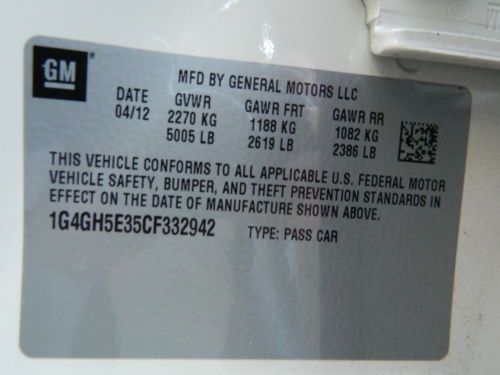 GM
MFD BY GENERAL MOTORS LLC
DATE GVWR GAWR FRT GAWR RR
04/12 2270 KG 1188 KG 1082 KG
5005 LB 2619 LB 2386 LB
THIS VEHICLE CONFORMS TO ALL APPLICABLE U.S. FEDERAL MOTOR
VEHICLE SAFETY, BUMPER, AND THEFT PREVENTION STANDARDS IN
EFFECT ON THE DATE OF MANUFACTURE SHOWN ABOVE.
1G4GH5E35CF332942 TYPE: PASS CAR